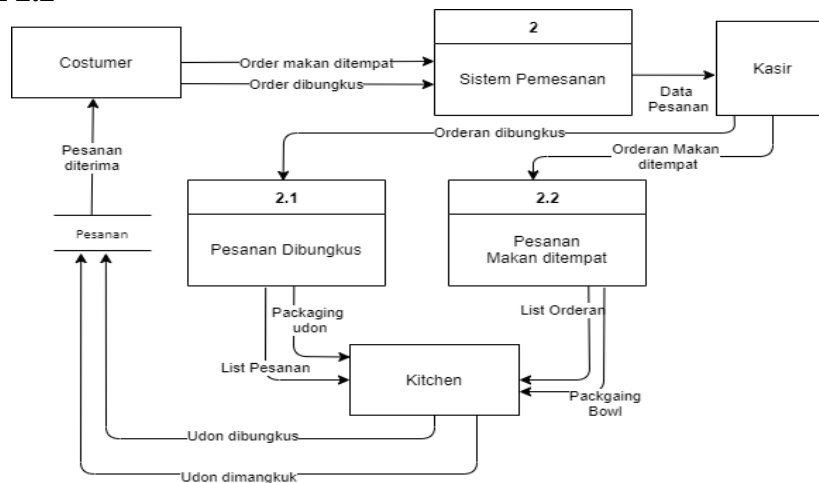 Costumer
Order makan ditempat
Order dibungkus
2
Sistem Pemesanan
Data
Pesanan
Kasir
Orderan dibungkus
Orderan Makan
ditempat
Pesanan
diterima
2.1
Pesanan Dibungkus
2.2
Pesanan
Makan ditempat
Pesanan
Packaging
udon
List Pesanan
List Orderan
Kitchen
Packgaing
Bowl
Udon dibungkus
Udon dimangkuk